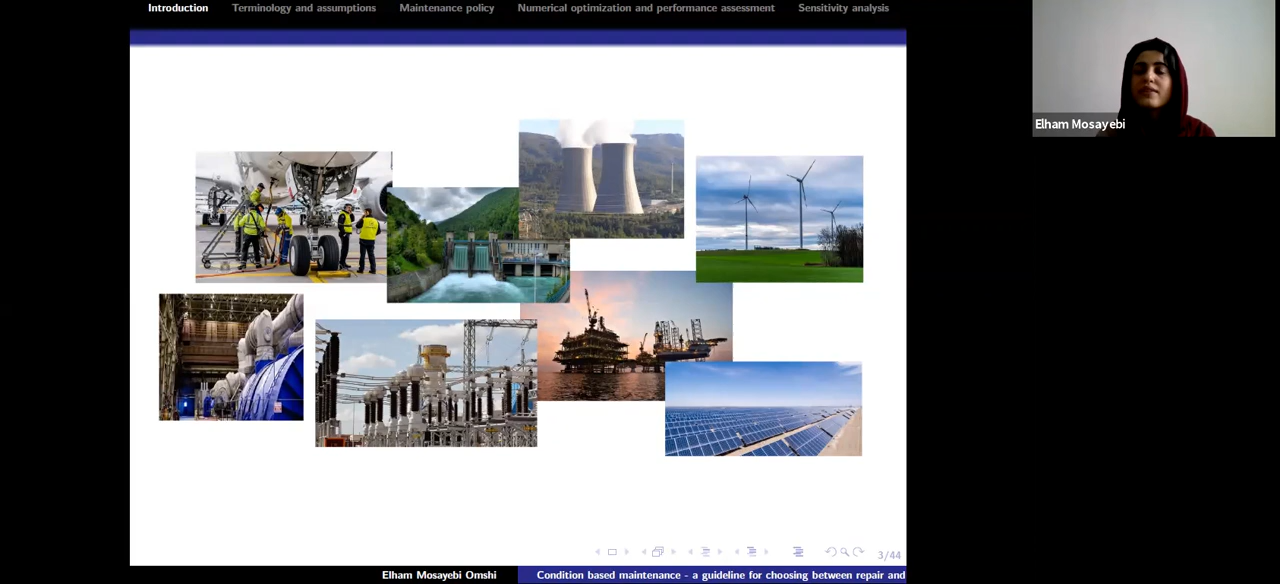 Introduction Terminology and assumptions Maintenance policy Numerical optimization and performance assessment Sensitivity analysis
Elham Mosayebi
3/44
Elham Mosayebi Omshi Condition based maintenance - a guideline for choosing between repair and